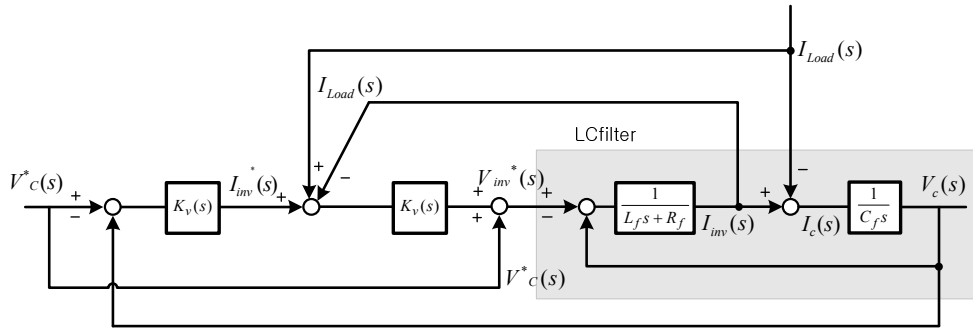 I_Load(s)
I_Load(s)
LCfilter
+
−
−
V*_C(s)
+
−
K_v(s)
I_inv*(s)
+
K_v(s)
V_inv*(s)
+
+
+
−
1
L_f s + R_f
I_inv(s)
+
I_c(s)
1
C_f s
V_c(s)
V*_C(s)